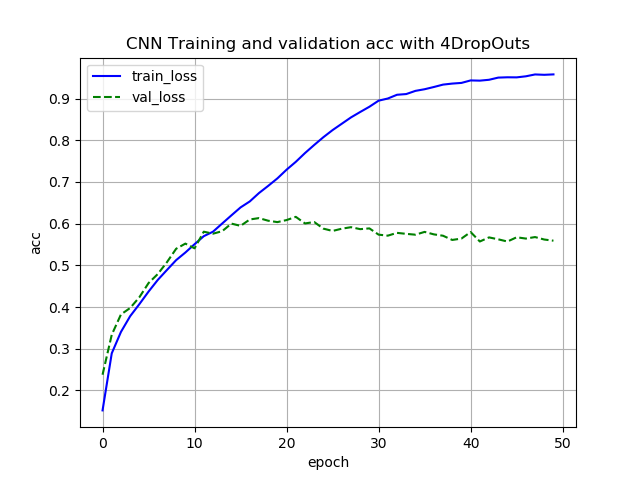 CNN Training and validation acc with 4DropOuts
train_loss
val_loss
0.9
0.8
0.7
0.6
0.5
0.4
0.3
0.2
acc
0 10 20 30 40 50
epoch